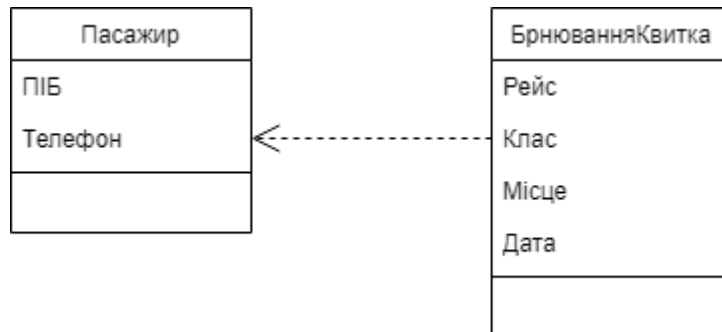 Пасажир
ПІБ
Телефон
БрнюванняКвитка
Рейс
Клас
Місце
Дата